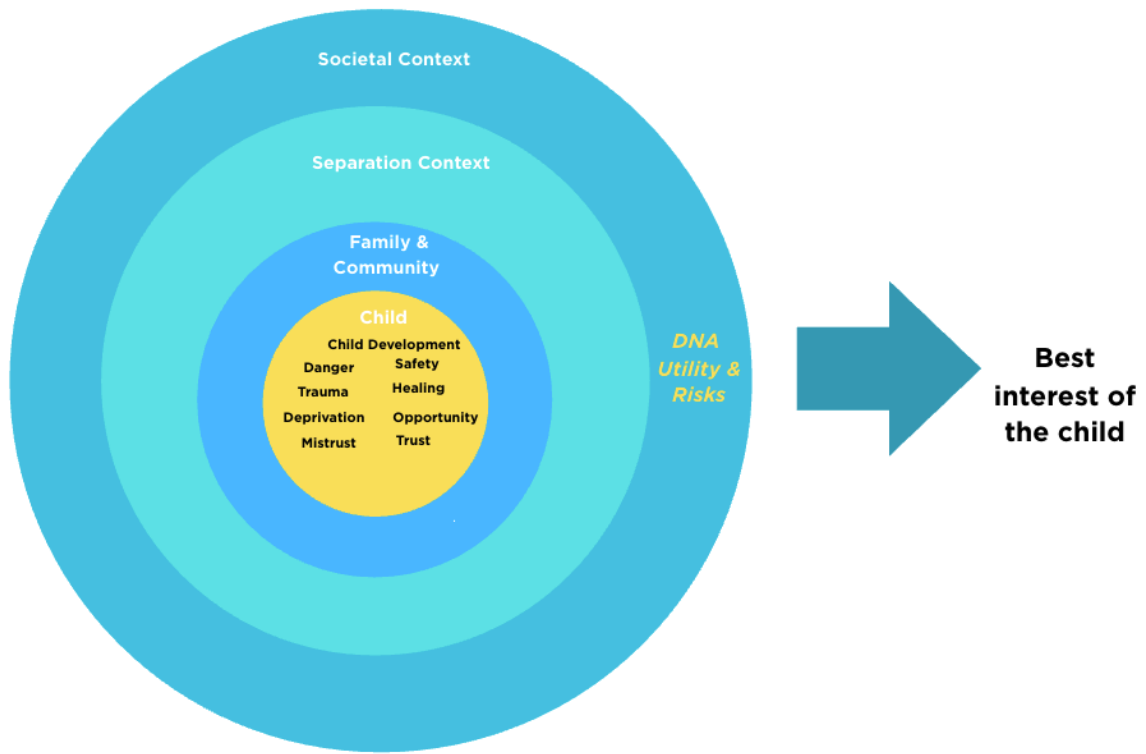 Societal Context
Separation Context
Family &
Community
Child
Child Development
Danger Safety
Trauma Healing
Deprivation Opportunity
Mistrust Trust
DNA
Utility &
Risks
Best
interest of
the child